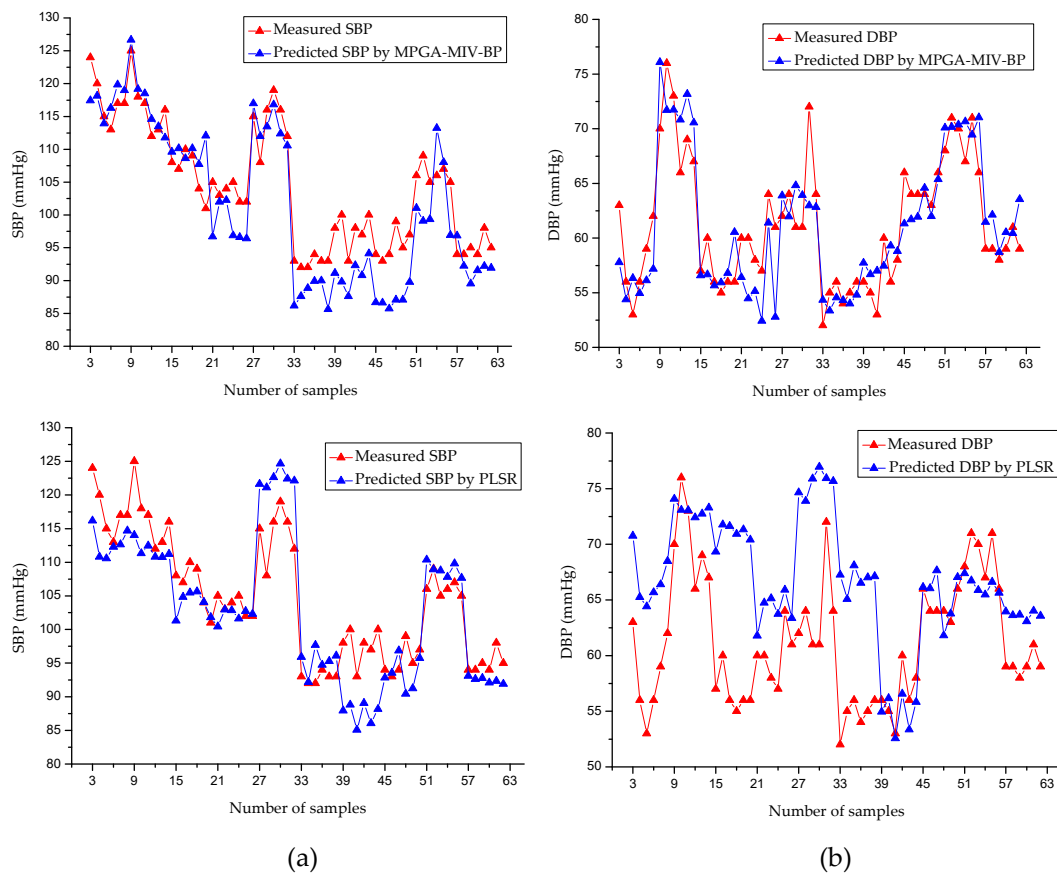 Measured SBP
Predicted SBP by MPGA-MIV-BP
130
125
120
115
110
105
100
95
90
85
80
SBP (mmHg)
3 9 15 21 27 33 39 45 51 57 63
Number of samples
Measured DBP
Predicted DBP by MPGA-MIV-BP
80
75
70
65
60
55
50
DBP (mmHg)
3 9 15 21 27 33 39 45 51 57 63
Number of samples
Measured SBP
Predicted SBP by PLSR
130
125
120
115
110
105
100
95
90
85
80
SBP (mmHg)
3 9 15 21 27 33 39 45 51 57 63
Number of samples
Measured DBP
Predicted DBP by PLSR
80
75
70
65
60
55
50
DBP (mmHg)
3 9 15 21 27 33 39 45 51 57 63
Number of samples
(a)
(b)